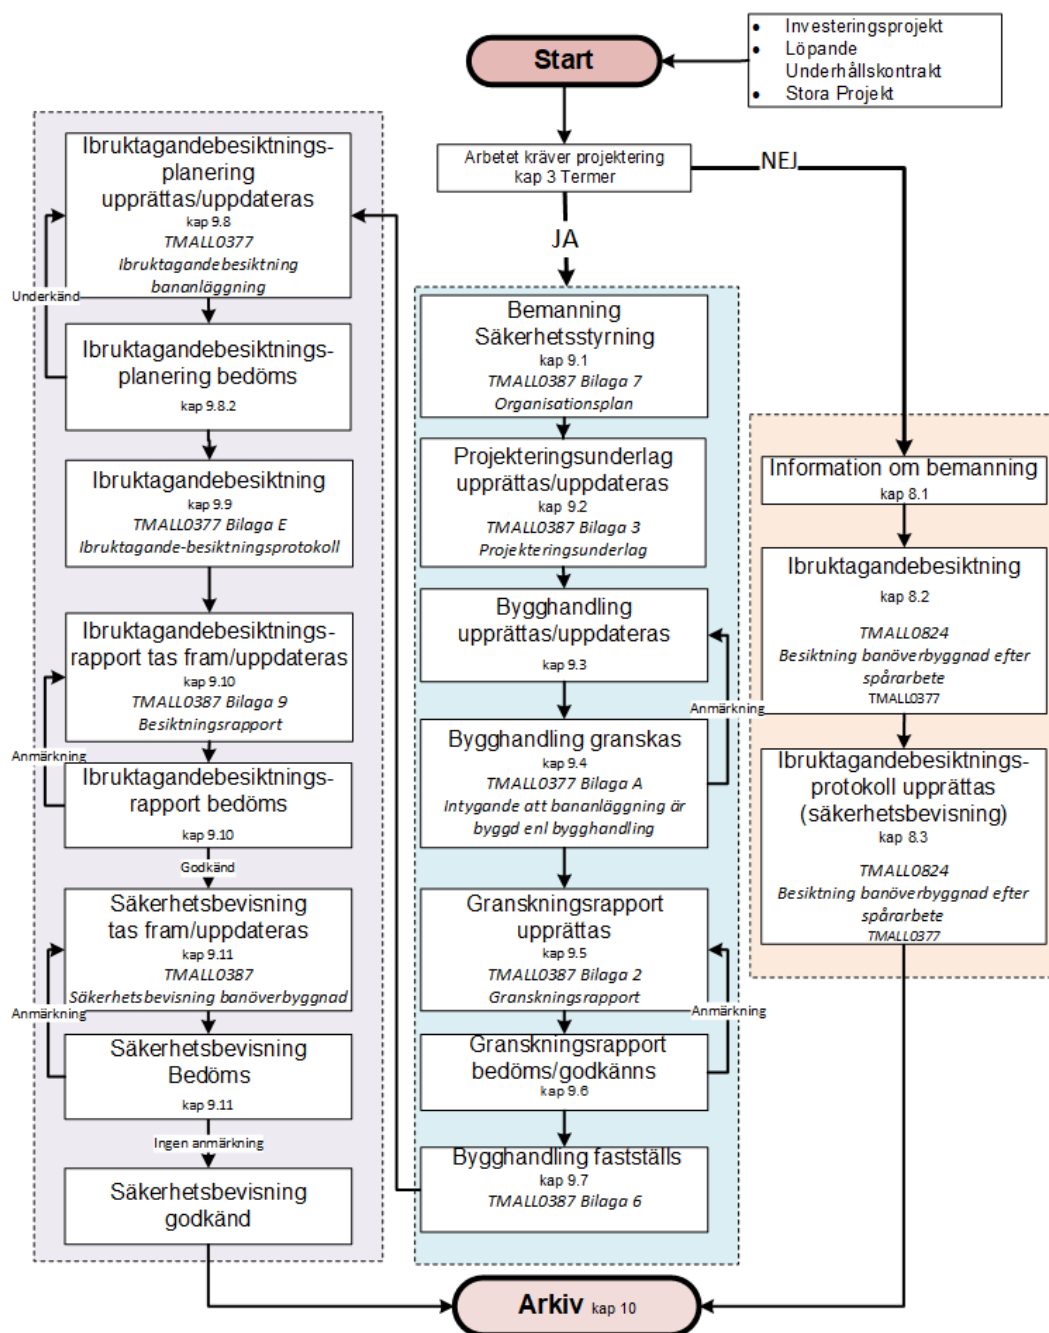 Start
Investeringsprojekt
Löpande
Underhållskontrakt
Stora Projekt
Arbetet kräver projektering
kap 3 Termer
NEJ
JA
Bemanning
Säkerhetsstyrning
kap 9.1
TMALL0387 Bilaga 7
Organisationsplan
Projekteringsunderlag
upprättas/uppdateras
kap 9.2
TMALL0387 Bilaga 3
Projekteringsunderlag
Bygghandling
upprättas/uppdateras
kap 9.3
Anmärkning
Bygghandling granskas
kap 9.4
TMALL0377 Bilaga A
Intygande att bananläggning är
byggd enl bygghandling
Granskningsrapport
upprättas
kap 9.5
TMALL0387 Bilaga 2
Granskningsrapport
Anmärkning
Granskningsrapport
bedöms/godkänns
kap 9.6
Bygghandling fastställs
kap 9.7
TMALL0387 Bilaga 6
Ibruktagandebesiktnings-
planering
upprättas/uppdateras
kap 9.8
TMALL0377
Ibruktagandebesiktning
bananläggning
Underkänd
Ibruktagandebesiktnings-
planering bedöms
kap 9.8.2
Ibruktagandebesiktning
kap 9.9
TMALL0377 Bilaga E
Ibruktagande-besiktningsprotokoll
Ibruktagandebesiktnings-
rapport tas fram/uppdateras
kap 9.10
TMALL0387 Bilaga 9
Besiktningsrapport
Anmärkning
Ibruktagandebesiktnings-
rapport bedöms
kap 9.10
Godkänd
Säkerhetsbevisning
tas fram/uppdateras
kap 9.11
TMALL0387
Säkerhetsbevisning banöverbyggnad
Anmärkning
Säkerhetsbevisning
Bedöms
kap 9.11
Ingen anmärkning
Säkerhetsbevisning
godkänd
Information om bemanning
kap 8.1
Ibruktagandebesiktning
kap 8.2
TMALL0824
Besiktning banöverbyggnad efter
spårarbete
TMALL0377
Ibruktagandebesiktnings-
protokoll upprättas
(säkerhetsbevisning)
kap 8.3
TMALL0824
Besiktning banöverbyggnad efter
spårarbete
TMALL0377
Arkiv kap 10